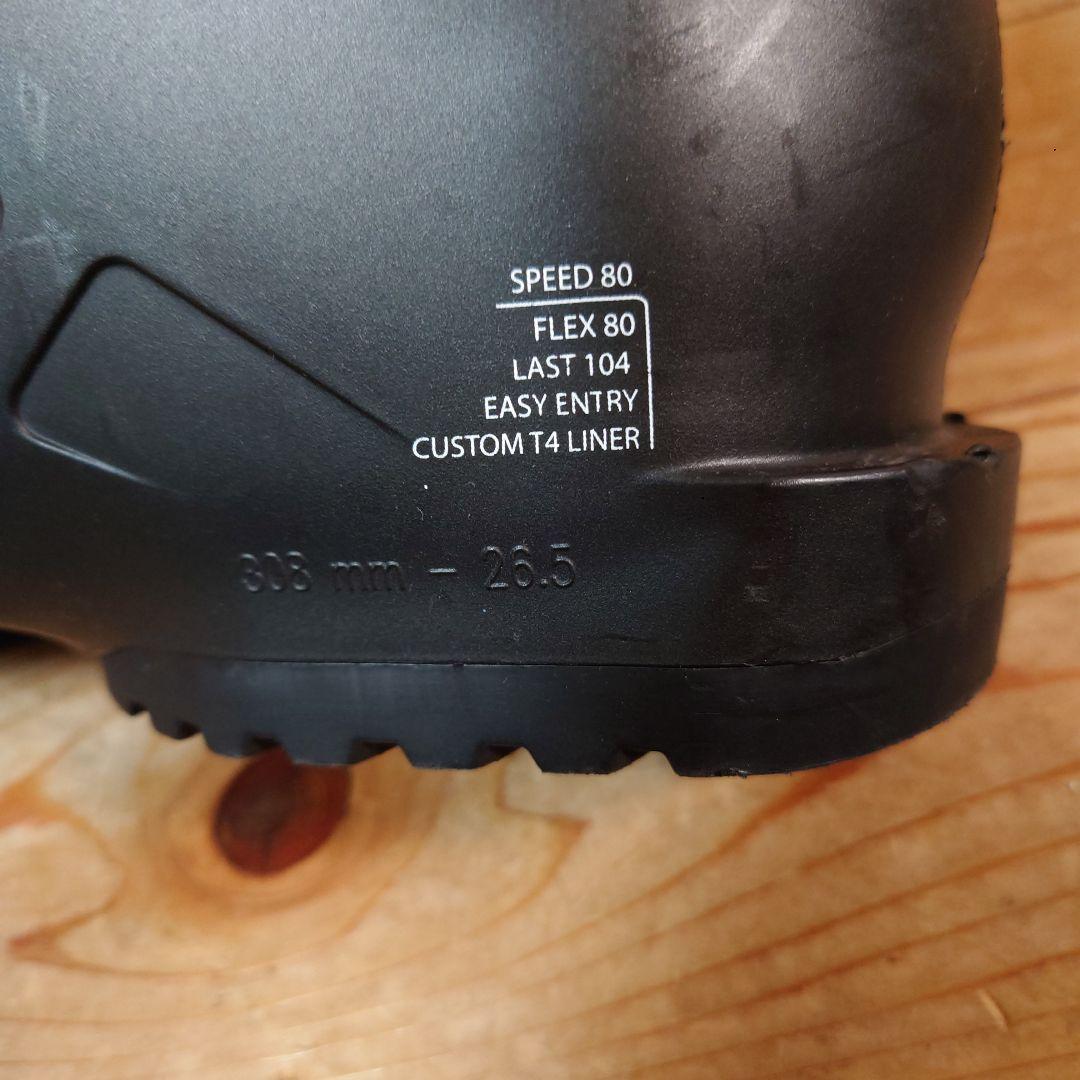 SPEED 80
FLEX 80
LAST 104
EASY ENTRY
CUSTOM T4 LINER
308 mm - 26.5